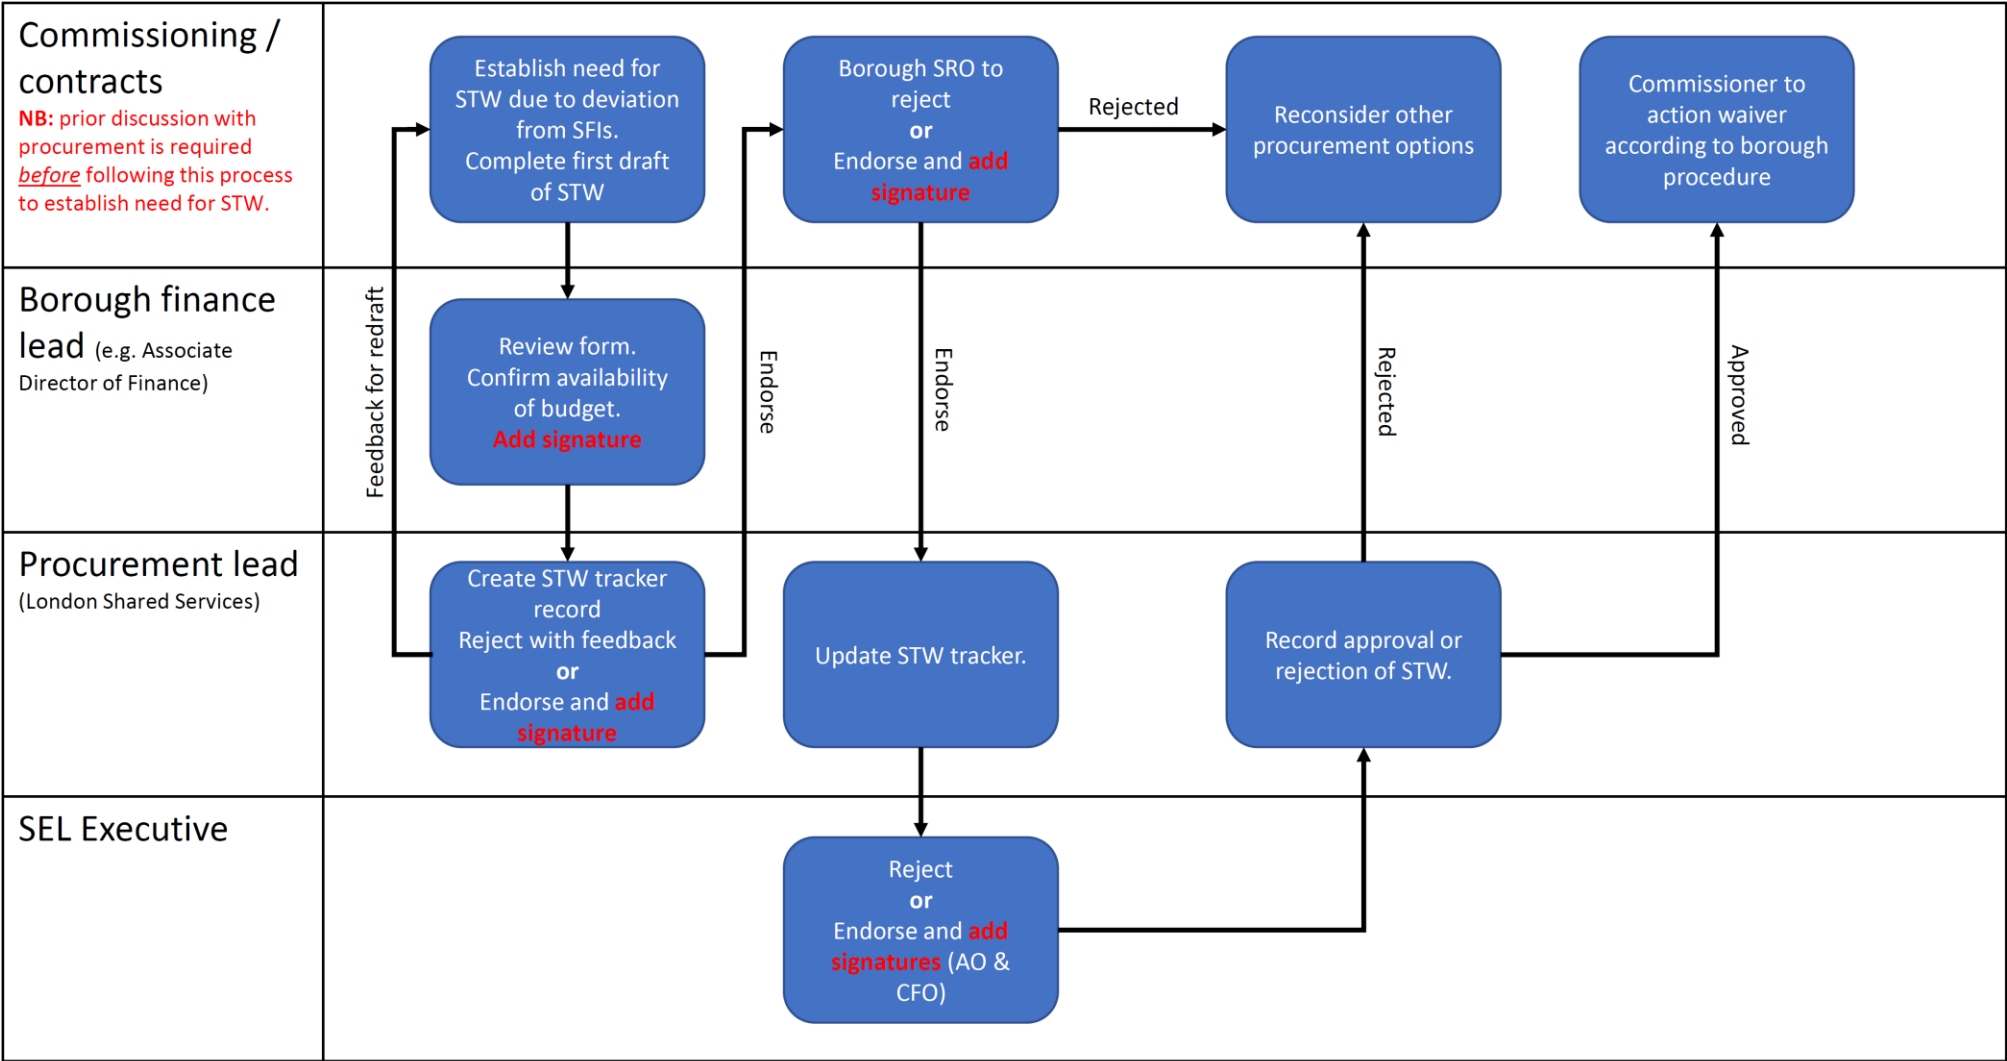 Commissioning /
contracts
NB: prior discussion with
procurement is required
before following this process
to establish need for STW.
Establish need for
STW due to deviation
from SFIs.
Complete first draft
of STW
Borough SRO to
reject
or
Endorse and add
signature
Rejected
Reconsider other
procurement options
Commissioner to
action waiver
according to borough
procedure
Borough finance
lead (e.g. Associate
Director of Finance)
Feedback for redraft
Review form.
Confirm availability
of budget.
Add signature
Endorse
Endorse
Rejected
Approved
Procurement lead
(London Shared Services)
Create STW tracker
record
Reject with feedback
or
Endorse and add
signature
Update STW tracker.
Record approval or
rejection of STW.
SEL Executive
Reject
or
Endorse and add
signatures (AO &
CFO)